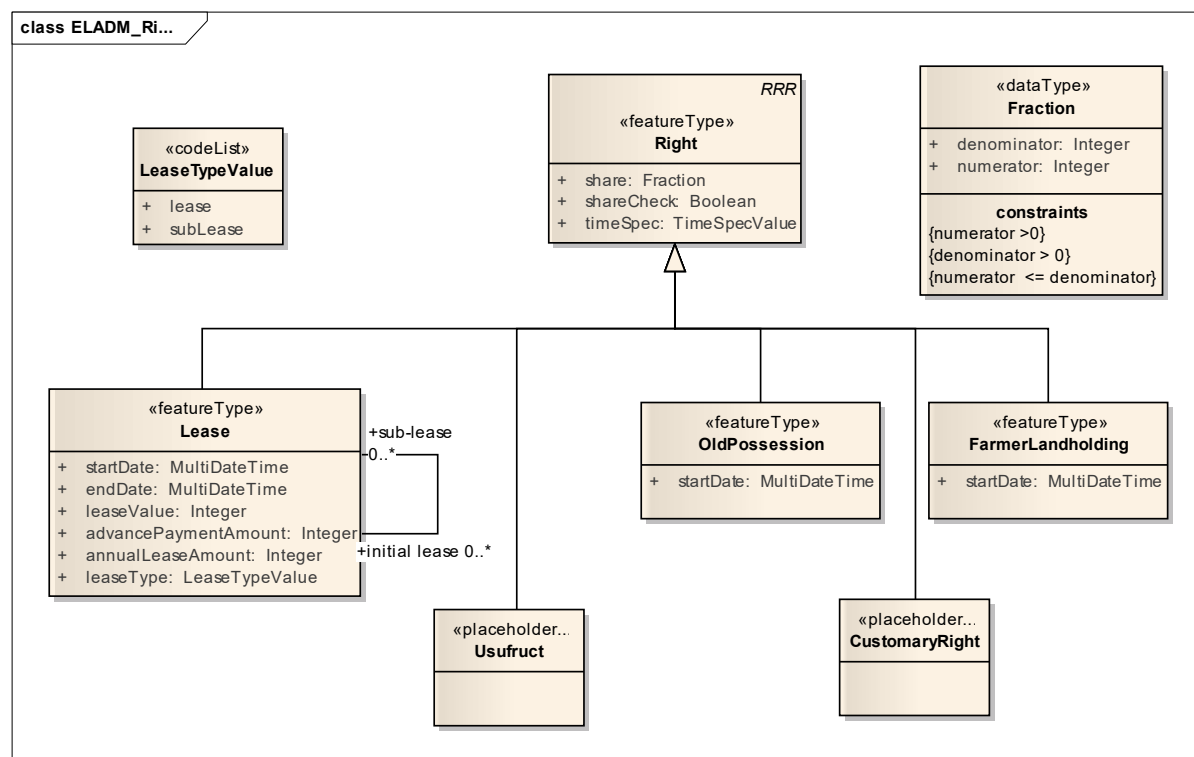 class ELADM_Ri...
RRR
«featureType»
Right
+ share: Fraction
+ shareCheck: Boolean
+ timeSpec: TimeSpecValue
«dataType»
Fraction
+ denominator: Integer
+ numerator: Integer
constraints
{numerator >0}
{denominator > 0}
{numerator <= denominator}
«codeList»
LeaseTypeValue
+ lease
+ subLease
«featureType»
Lease
+ startDate: MultiDateTime
+ endDate: MultiDateTime
+ leaseValue: Integer
+ advancePaymentAmount: Integer
+ annualLeaseAmount: Integer
+ leaseType: LeaseTypeValue
+sub-lease
0..*
+initial lease 0..*
«featureType»
OldPossession
+ startDate: MultiDateTime
«featureType»
FarmerLandholding
+ startDate: MultiDateTime
«placeholder...
Usufruct
«placeholder...
CustomaryRight